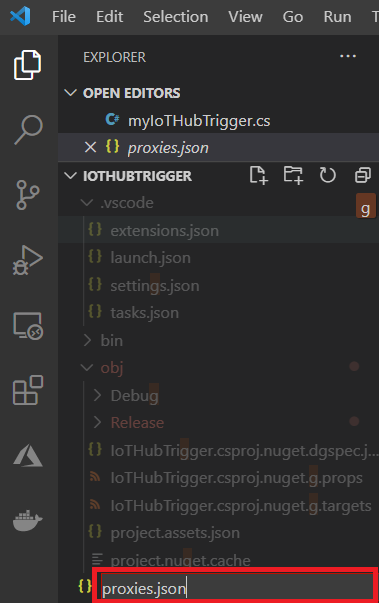 File Edit Selection View Go Run T
EXPLORER
OPEN EDITORS
myIoTHubTrigger.cs
proxies.json
IOTHUBTRIGGER
.vscode
g
extensions.json
launch.json
settings.json
tasks.json
bin
obj
Debug
Release
IoTHubTrigger.csproj.nuget.dgspec.j...
IoTHubTrigger.csproj.nuget.g.props
IoTHubTrigger.csproj.nuget.g.targets
project.assets.json
project.nuget.cache
proxies.json